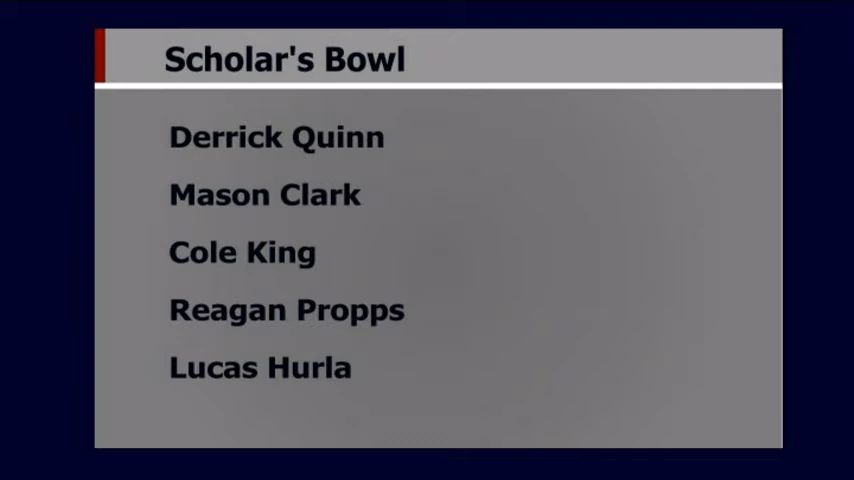 Scholar's Bowl
Derrick Quinn
Mason Clark
Cole King
Reagan Propps
Lucas Hurla